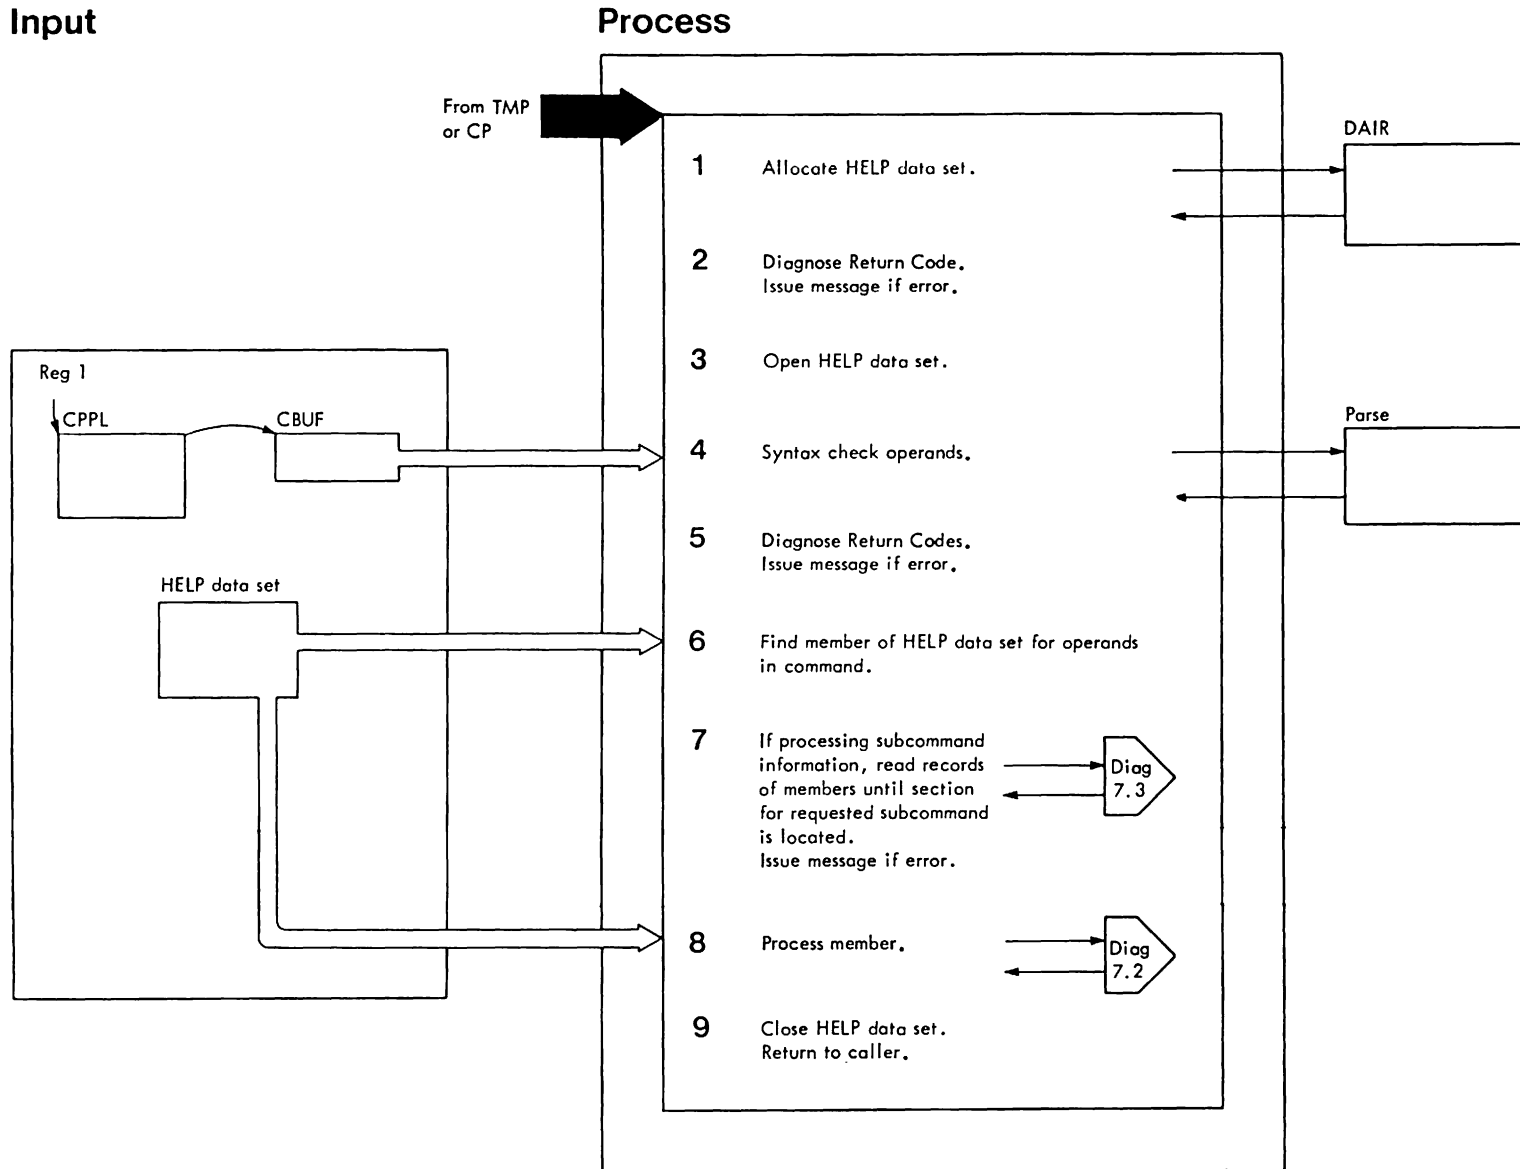 Input
Process
From TMP
or CP
DAIR
1 Allocate HELP data set.
2 Diagnose Return Code.
Issue message if error.
3 Open HELP data set.
Reg 1
CPPL
CBUF
Parse
4 Syntax check operands.
5 Diagnose Return Codes.
Issue message if error.
HELP data set
6 Find member of HELP data set for operands
in command.
7 If processing subcommand
information, read records
of members until section
for requested subcommand
is located.
Issue message if error.
Diag
7.3
8 Process member.
Diag
7.2
9 Close HELP data set.
Return to caller.